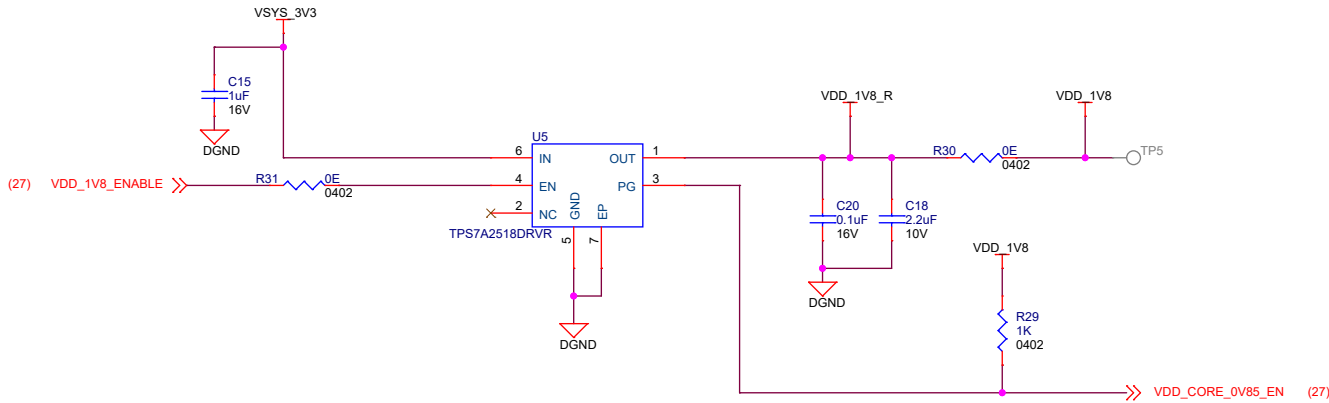 VSYS_3V3
C15
1uF
16V
DGND
VDD_1V8_R
VDD_1V8
U5
6 IN OUT 1
R30 0E
0402
TP5
(27) VDD_1V8_ENABLE R31 0E
0402
4 EN PG 3
2 NC GND EP
TPS7A2518DRVR
5 7
C20
0.1uF
16V
C18
2.2uF
10V
DGND
VDD_1V8
DGND
R29
1K
0402
VDD_CORE_0V85_EN (27)